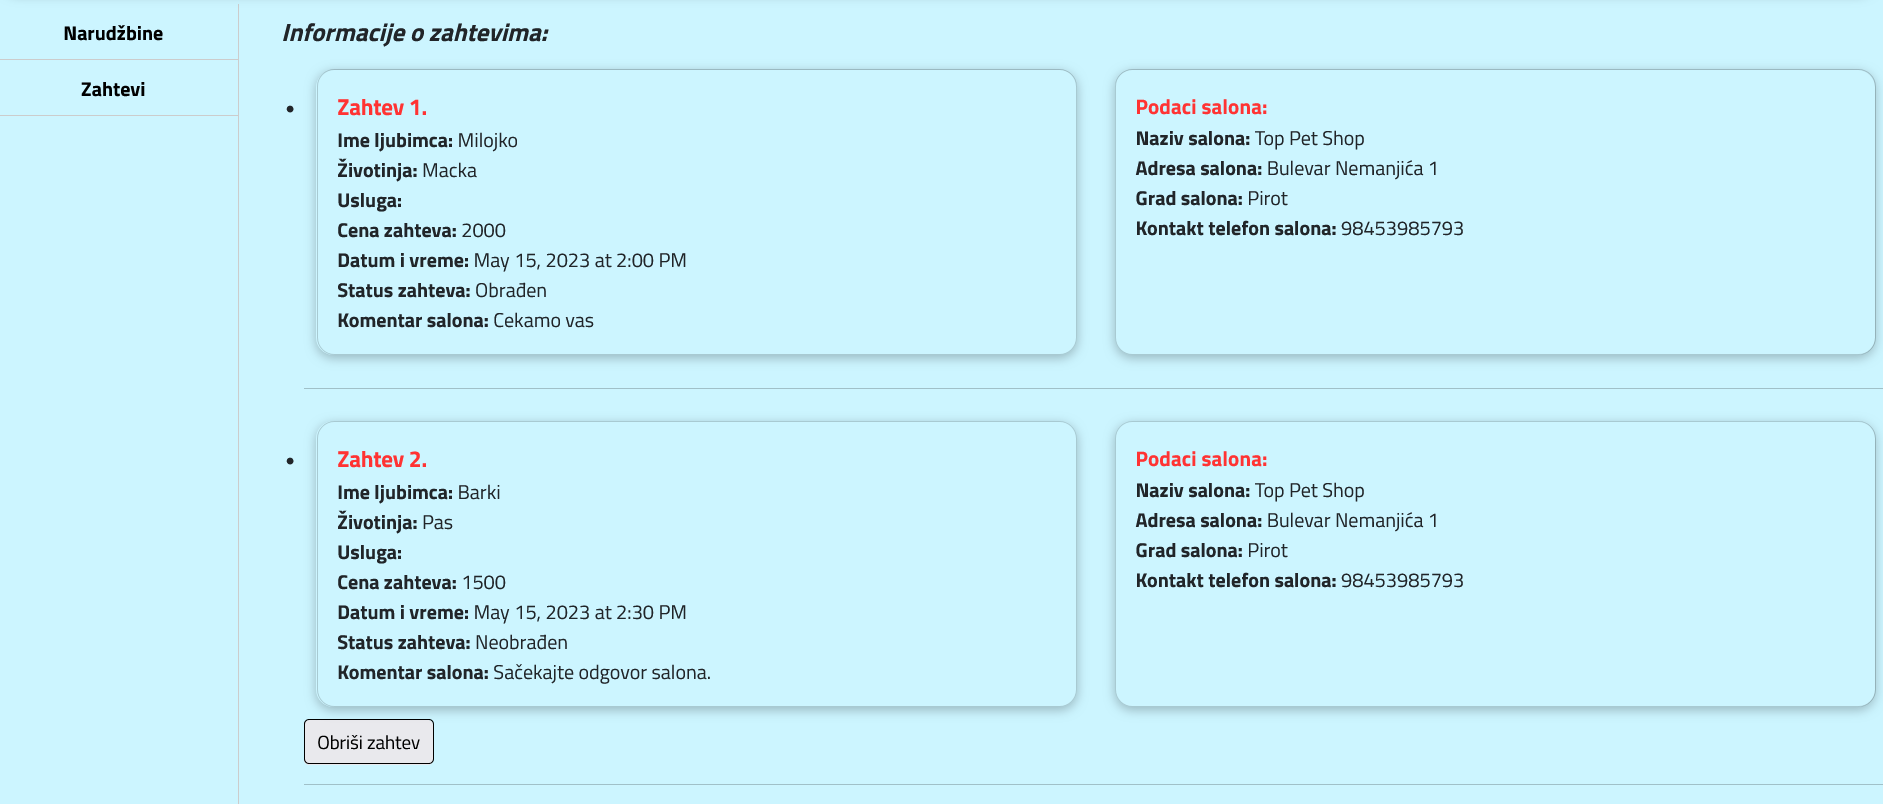 Narudžbine
Zahtevi
Informacije o zahtevima:
Zahtev 1.
Ime ljubimca: Milojko
Životinja: Macka
Usluga:
Cena zahteva: 2000
Datum i vreme: May 15, 2023 at 2:00 PM
Status zahteva: Obrađen
Komentar salona: Cekamo vas
Podaci salona:
Naziv salona: Top Pet Shop
Adresa salona: Bulevar Nemanjića 1
Grad salona: Pirot
Kontakt telefon salona: 98453985793
Zahtev 2.
Ime ljubimca: Barki
Životinja: Pas
Usluga:
Cena zahteva: 1500
Datum i vreme: May 15, 2023 at 2:30 PM
Status zahteva: Neobrađen
Komentar salona: Sačekajte odgovor salona.
Podaci salona:
Naziv salona: Top Pet Shop
Adresa salona: Bulevar Nemanjića 1
Grad salona: Pirot
Kontakt telefon salona: 98453985793
Obriši zahtev